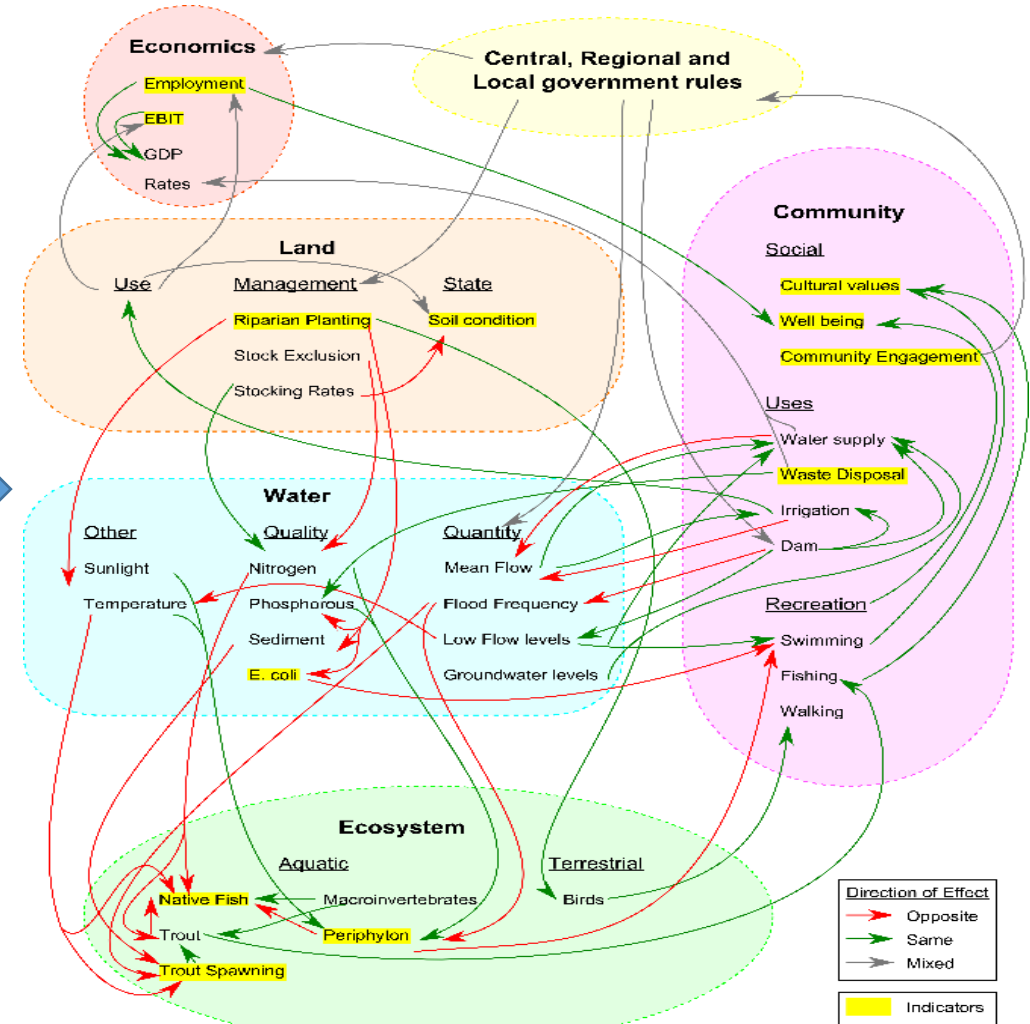 Economics
Employment
EBIT
GDP
Rates
Central, Regional and
Local government rules
Land
Use
Management
State
Riparian Planting
Soil condition
Stock Exclusion
Stocking Rates
Community
Social
Cultural values
Well being
Community Engagement
Uses
Water supply
Waste Disposal
Irrigation
Dam
Recreation
Swimming
Fishing
Walking
Water
Other
Quality
Quantity
Sunlight
Nitrogen
Mean Flow
Temperature
Phosphorous
Flood Frequency
Sediment
Low Flow levels
E. coli
Groundwater levels
Ecosystem
Aquatic
Terrestrial
Native Fish
Macroinvertebrates
Birds
Trout
Periphyton
Trout Spawning
Direction of Effect
Opposite
Same
Mixed
Indicators